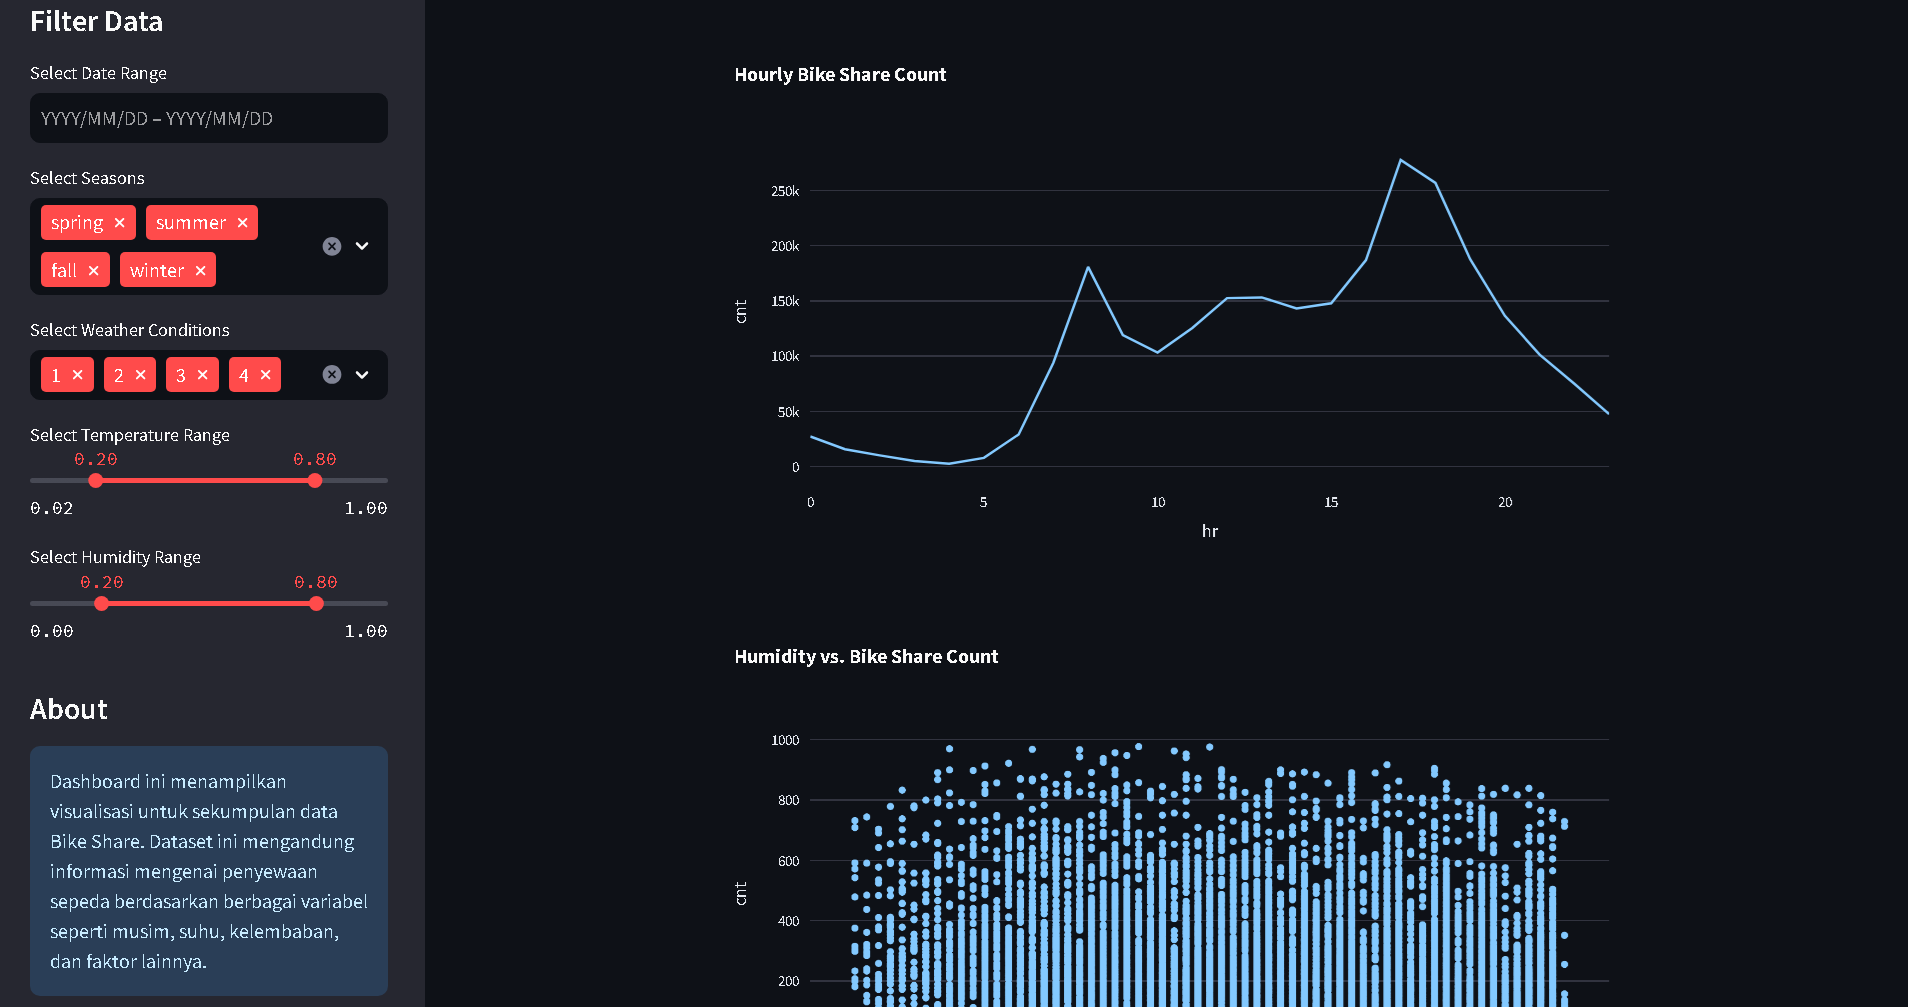 Filter Data
Select Date Range
YYYY/MM/DD – YYYY/MM/DD
Select Seasons
spring × summer ×
fall × winter ×
Select Weather Conditions
1 × 2 × 3 × 4 ×
Select Temperature Range
0.20 0.80
0.02 1.00
Select Humidity Range
0.20 0.80
0.00 1.00
About
Dashboard ini menampilkan
visualisasi untuk sekumpulan data
Bike Share. Dataset ini mengandung
informasi mengenai penyewaan
sepeda berdasarkan berbagai variabel
seperti musim, suhu, kelembaban,
dan faktor lainnya.
Hourly Bike Share Count
250k
200k
150k
100k
50k
0
cnt
0 5 10 15 20
hr
Humidity vs. Bike Share Count
1000
800
600
400
200
cnt